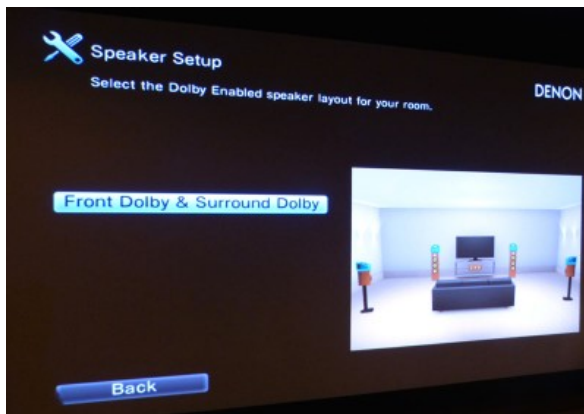 Speaker Setup
Select the Dolby Enabled speaker layout for your room.
DENON
Front Dolby & Surround Dolby
Back